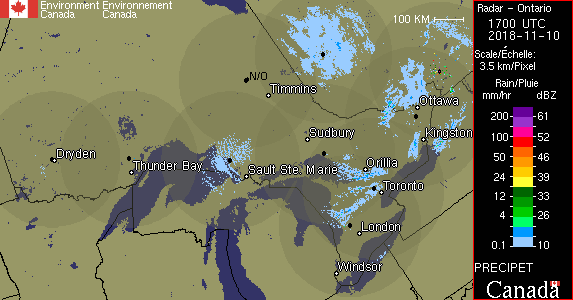 Environment Environnement
Canada Canada
100 KM
N/O
Timmins
Ottawa
Sudbury
Kingston
Dryden
Thunder Bay
Sault Ste. Marie
Orillia
Toronto
London
Windsor
Radar - Ontario
1700 UTC
2018-11-10
Scale/Échelle:
3.5 km/Pixel
Rain/Pluie
mm/hr dBZ
200 61
100 52
50 46
24 39
12 33
4 26
0.1 10
PRECIPET
Canada